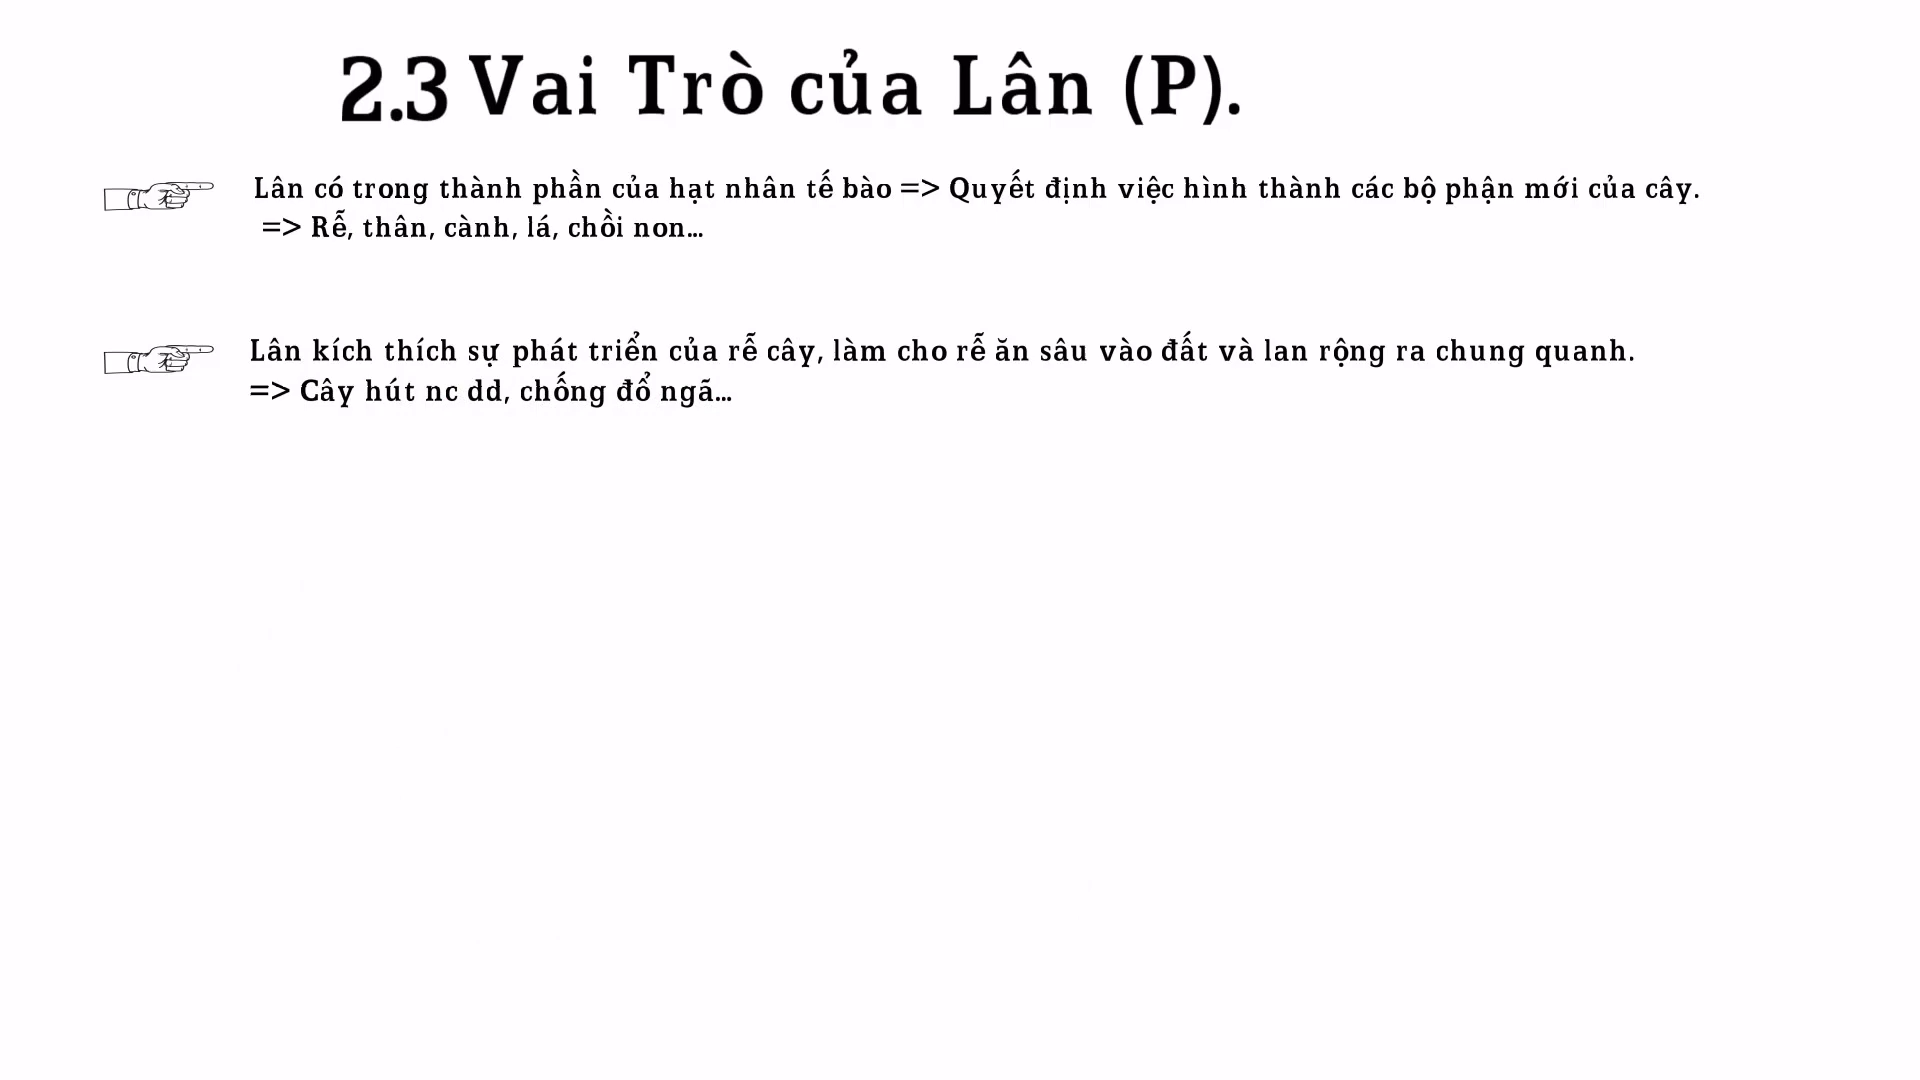 2.3 Vai Trò của Lân (P).
Lân có trong thành phần của hạt nhân tế bào => Quyết định việc hình thành các bộ phận mới của cây.
=> Rễ, thân, cành, lá, chồi non...
Lân kích thích sự phát triển của rễ cây, làm cho rễ ăn sâu vào đất và lan rộng ra chung quanh.
=> Cây hút nc dd, chống đổ ngã...